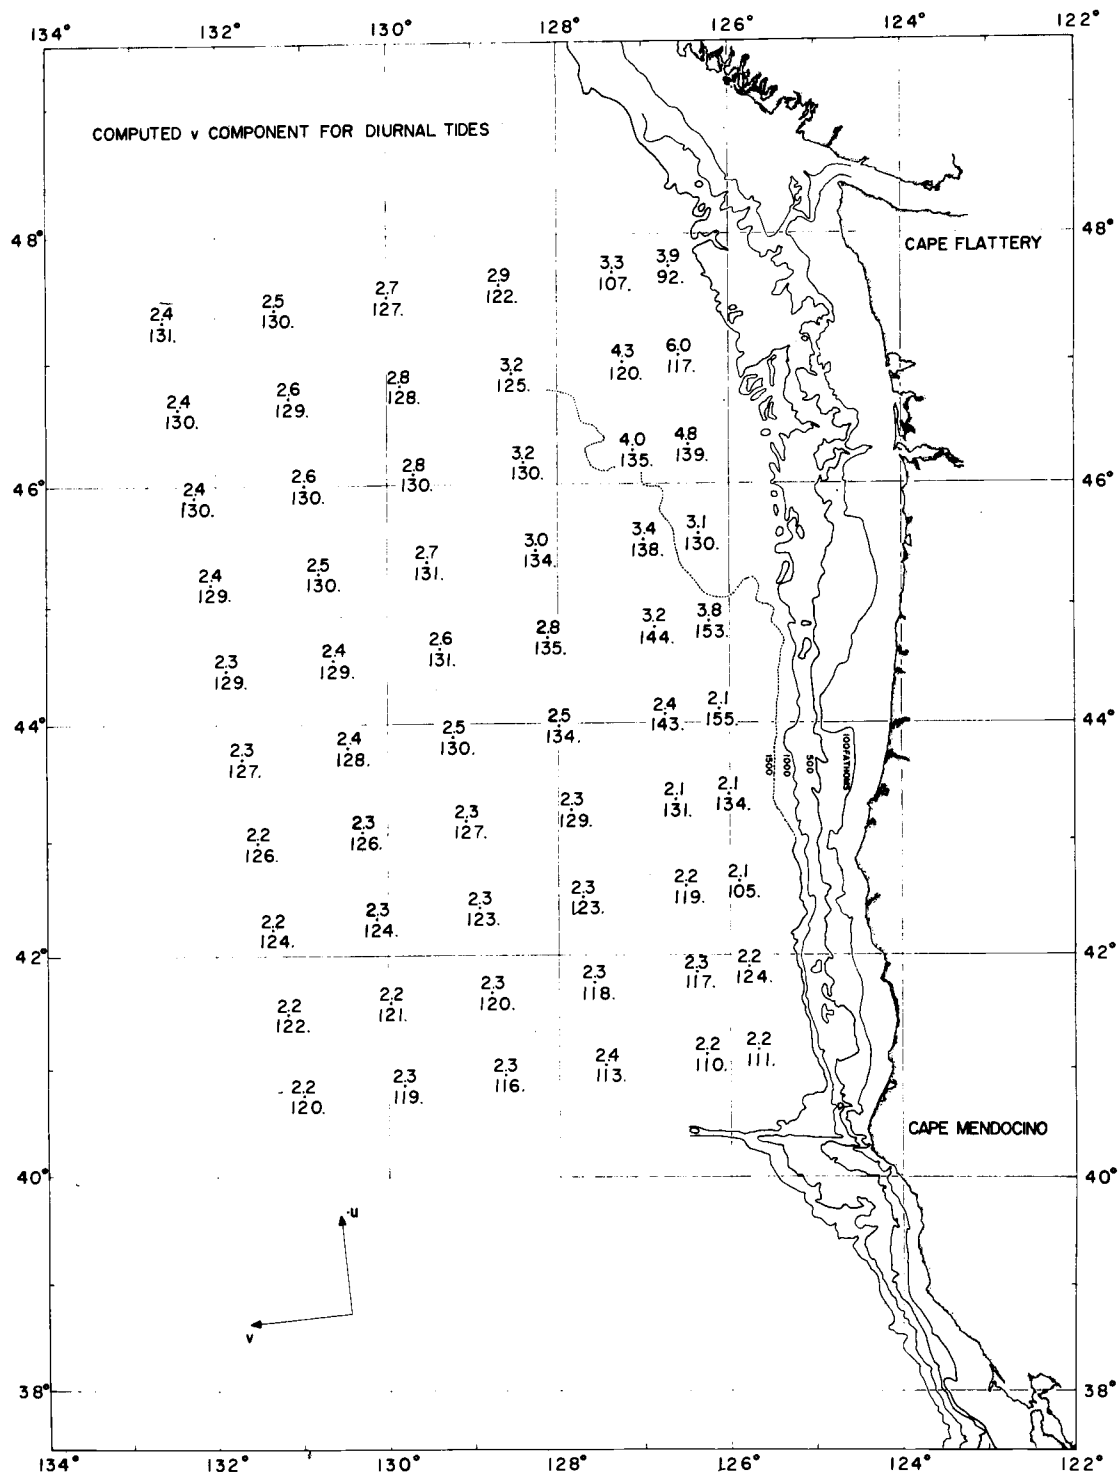 134° 132° 130° 128° 126° 124° 122°
COMPUTED v COMPONENT FOR DIURNAL TIDES
48° 48°
CAPE FLATTERY
2.4 2.5 2.7 2.9 3.3 3.9
131. 130. 127. 122. 107. 92.
2.4 2.6 2.8 3.2 4.3 6.0
130. 129. 128. 125. 120. 117.
2.4 2.6 2.8 3.2 4.0 4.8
130. 130. 130. 130. 135. 139.
46° 46°
2.4 2.5 2.7 3.0 3.4 3.1
129. 130. 131. 134. 138. 130.
2.3 2.4 2.6 2.8 3.2 3.8
129. 129. 131. 135. 144. 153.
44° 44°
2.3 2.4 2.5 2.5 2.4 2.1
127. 128. 130. 134. 143. 155.
1500 1000 500 100 FATHOMS
2.2 2.3 2.3 2.3 2.1 2.1
126. 126. 127. 129. 131. 134.
2.2 2.3 2.3 2.3 2.2 2.1
124. 124. 123. 123. 119. 105.
42° 42°
2.2 2.2 2.3 2.3 2.3 2.2
122. 121. 120. 118. 117. 124.
2.2 2.3 2.3 2.4 2.2 2.2
120. 119. 116. 113. 110. 111.
CAPE MENDOCINO
40° 40°
u
v
38° 38°
134° 132° 130° 128° 126° 124° 122°